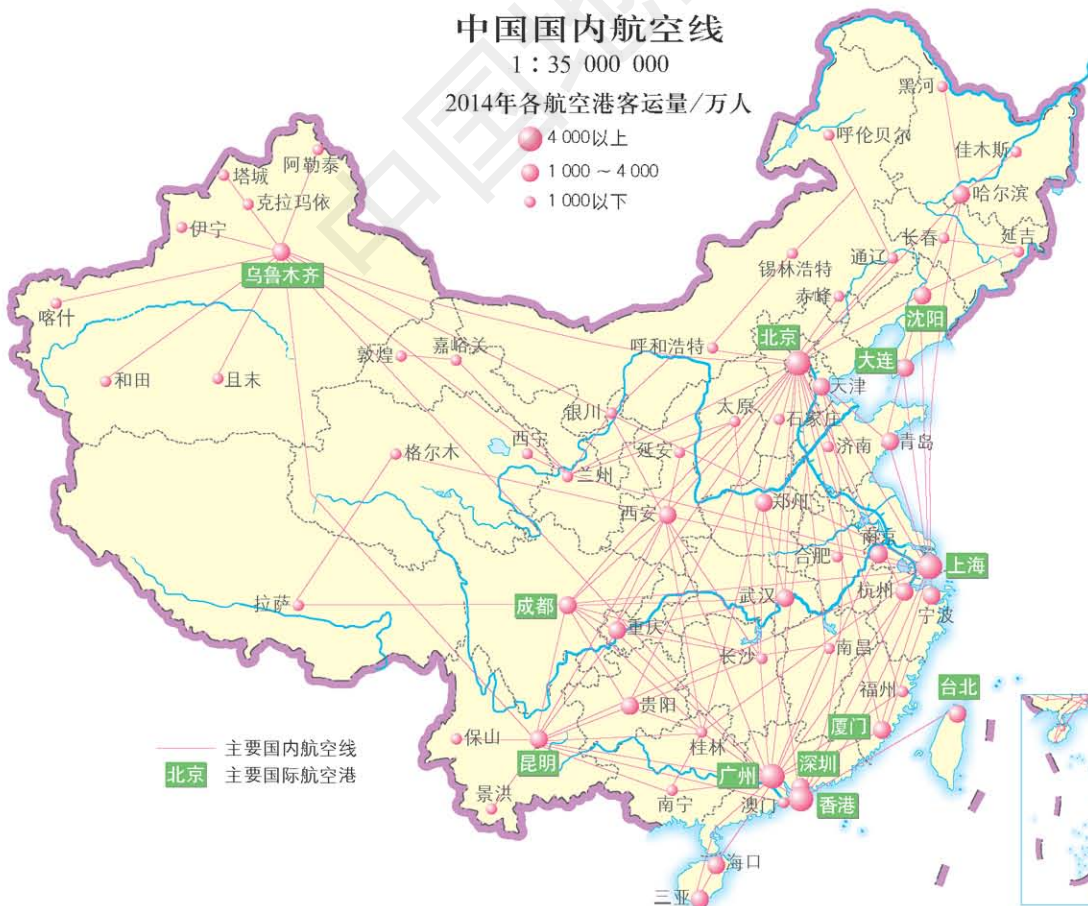 中国国内航空线
1：35 000 000
2014年各航空港客运量/万人
4 000以上
1 000～4 000
1 000以下
黑河
呼伦贝尔
佳木斯
哈尔滨
阿勒泰
塔城
克拉玛依
伊宁
乌鲁木齐
长春
延吉
锡林浩特
通辽
赤峰
沈阳
喀什
敦煌
嘉峪关
呼和浩特
北京
大连
天津
和田
且末
银川
太原
石家庄
格尔木
西宁
延安
济南
青岛
兰州
西安
郑州
南京
合肥
上海
拉萨
成都
武汉
杭州
宁波
重庆
长沙
南昌
贵阳
福州
台北
保山
昆明
桂林
厦门
广州
深圳
景洪
南宁
澳门
香港
海口
三亚
主要国内航空线
北京
主要国际航空港
中国地